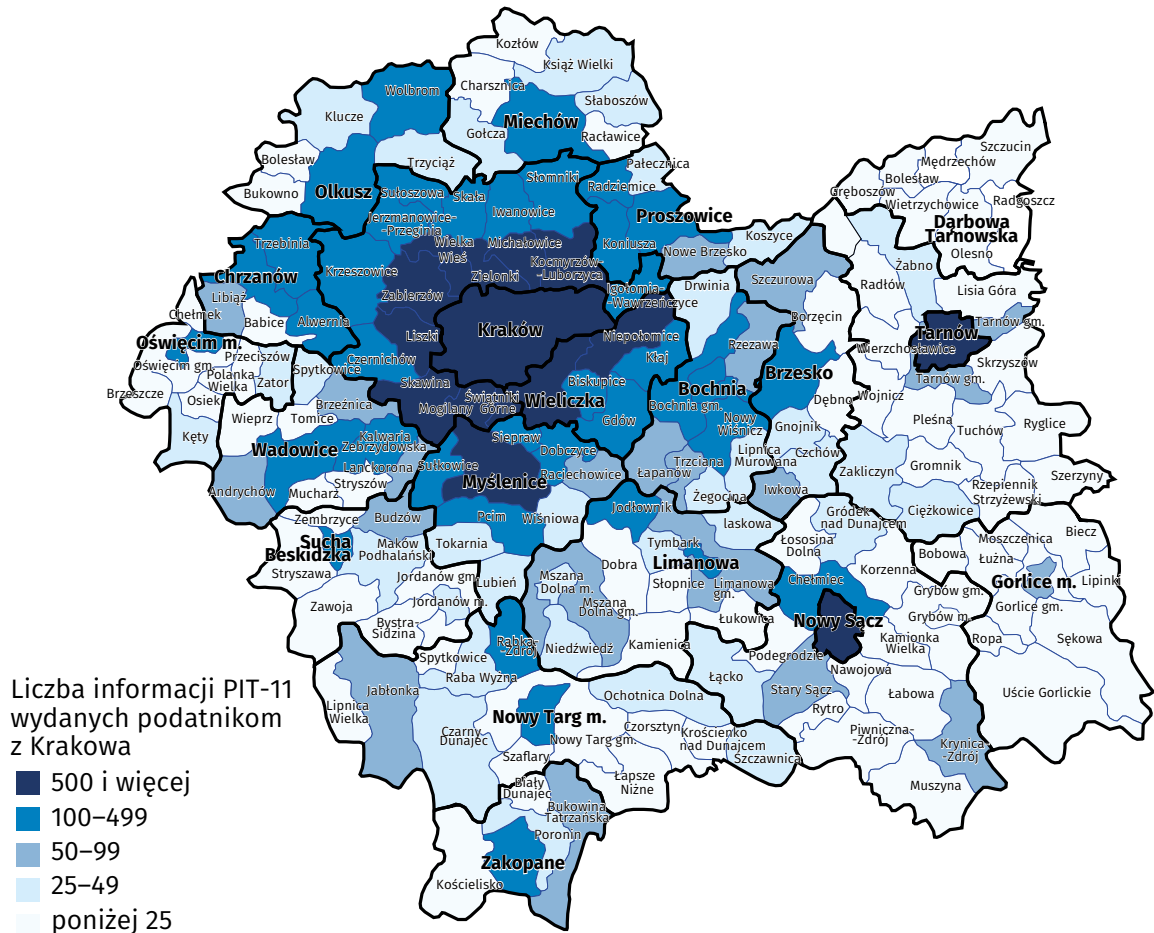 Kozłów
Książ Wielki
Charsznica
Wolbrom
Słaboszów
Klucze
Miechów
Gołcza
Racławice
Bolesław
Trzyciąż
Pałecznica
Szczucin
Mędrzechów
Bolesław
Gręboszów
Wietrzychowice
Radgoszcz
Darbowa
Tarnowska
Olesno
Bukowno
Olkusz
Sułoszowa
Skała
Słomniki
Radziemice
Iwanowice
Proszowice
Jerzmanowice-
-Przeginia
Wielka
Wieś
Michałowice
Koniusza
Koszyce
Nowe Brzesko
Trzebinia
Krzeszowice
Zielonki
Kocmyrzów-
-Luborzyca
Żabno
Chrzanów
Szczurowa
Radłów
Lisia Góra
Libiąż
Zabierzów
Igołomia-
-Wawrzeńczyce
Drwinia
Chełmek
Babice
Alwernia
Borzęcin
Tarnów gm.
Liszki
Kraków
Niepołomice
Tarnów
Oświęcim m.
Rzezawa
Wierzchosławice
Oświęcim gm.
Przeciszów
Czernichów
Kłaj
Skrzyszów
Polanka
Wielka
Spytkowice
Brzesko
Tarnów gm.
Brzeszcze
Osiek
Zator
Skawina
Biskupice
Bochnia
Wojnicz
Świątniki
Górne
Wieliczka
Dębno
Brzeźnica
Mogilany
Bochnia gm.
Wieprz
Tomice
Gdów
Nowy
Wiśnicz
Pleśna
Tuchów
Ryglice
Kęty
Kalwaria
Zebrzydowska
Siepraw
Gnojnik
Wadowice
Dobczyce
Lipnica
Murowana
Czchów
Lanckorona
Sułkowice
Raciechowice
Trzciana
Gromnik
Szerzyny
Stryszów
Myślenice
Łapanów
Zakliczyn
Rzepiennik
Strzyżewski
Andrychów
Mucharz
Żegocina
Iwkowa
Ciężkowice
Zembrzyce
Budzów
Pcim
Wiśniowa
Jodłownik
laskowa
Gródek
nad Dunajcem
Sucha
Beskidzka
Maków
Podhalański
Tokarnia
Tymbark
Łososina
Dolna
Moszczenica
Biecz
Bobowa
Łużna
Stryszawa
Dobra
Limanowa
Korzenna
Lipinki
Jordanów gm.
Lubień
Mszana
Dolna m.
Słopnice
Limanowa
gm.
Chełmiec
Grybów gm.
Gorlice m.
Zawoja
Jordanów m.
Mszana
Dolna gm.
Łukowica
Nowy Sącz
Grybów m.
Gorlice gm.
Bystra-
-Sidzina
Rabka-
-Zdrój
Niedźwiedź
Kamienica
Kamionka
Wielka
Ropa
Sękowa
Spytkowice
Podegrodzie
Nawojowa
Raba Wyżna
Łącko
Jabłonka
Ochotnica Dolna
Stary Sącz
Łabowa
Uście Gorlickie
Lipnica
Wielka
Nowy Targ m.
Rytro
Czarny
Dunajec
Czorsztyn
Krościenko
nad Dunajcem
Piwniczna-
-Zdrój
Nowy Targ gm.
Krynica
-Zdrój
Szaflary
Szczawnica
Łapsze
Niżne
Muszyna
Biały
Dunajec
Bukowina
Tatrzańska
Poronin
Zakopane
Kościelisko
Liczba informacji PIT-11
wydanych podatnikom
z Krakowa
500 i więcej
100–499
50–99
25–49
poniżej 25